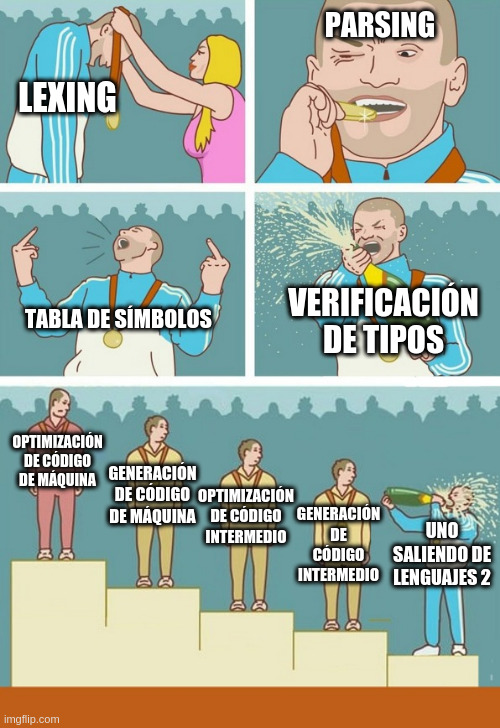 LEXING
PARSING
TABLA DE SÍMBOLOS
VERIFICACIÓN
DE TIPOS
OPTIMIZACIÓN
DE CÓDIGO
DE MÁQUINA
GENERACIÓN
DE CÓDIGO
DE MÁQUINA
OPTIMIZACIÓN
DE CÓDIGO
INTERMEDIO
GENERACIÓN
DE
CÓDIGO
INTERMEDIO
UNO
SALIENDO DE
LENGUAJES 2
imgflip.com